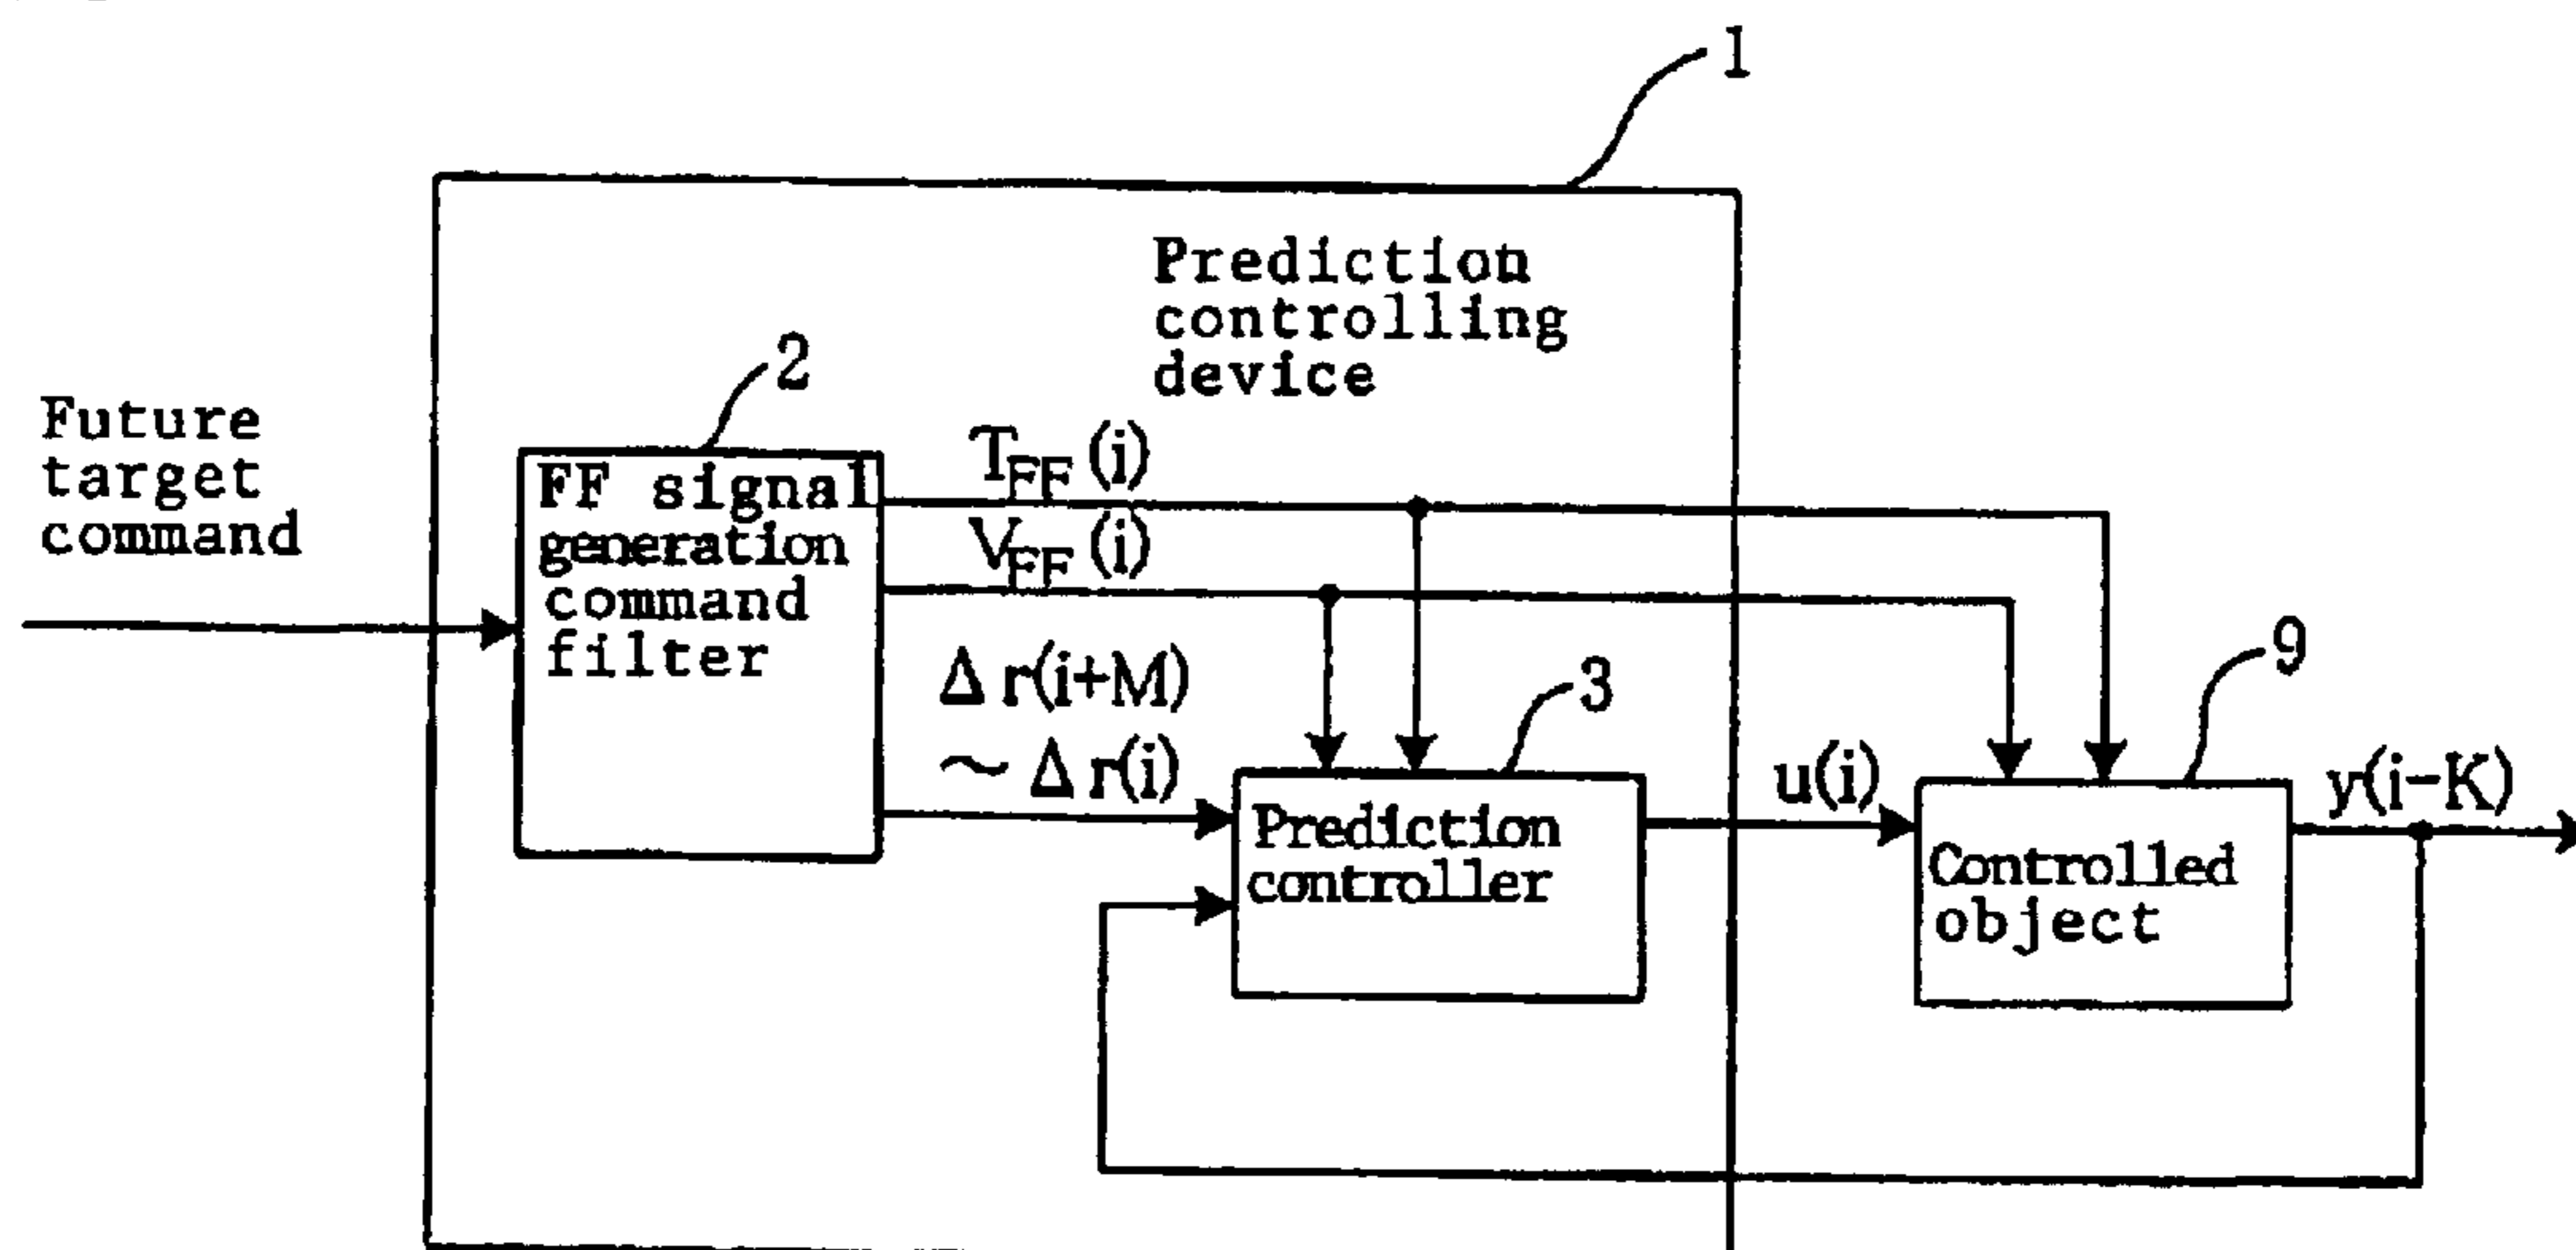 1
Prediction
controlling
device
2
Future
target
command
FF signal
generation
command
filter
T_FF (i)
V_FF (i)
Δ r(i+M)
～ Δ r(i)
3
9
Prediction
controller
u(i)
Controlled
object
y(i-K)